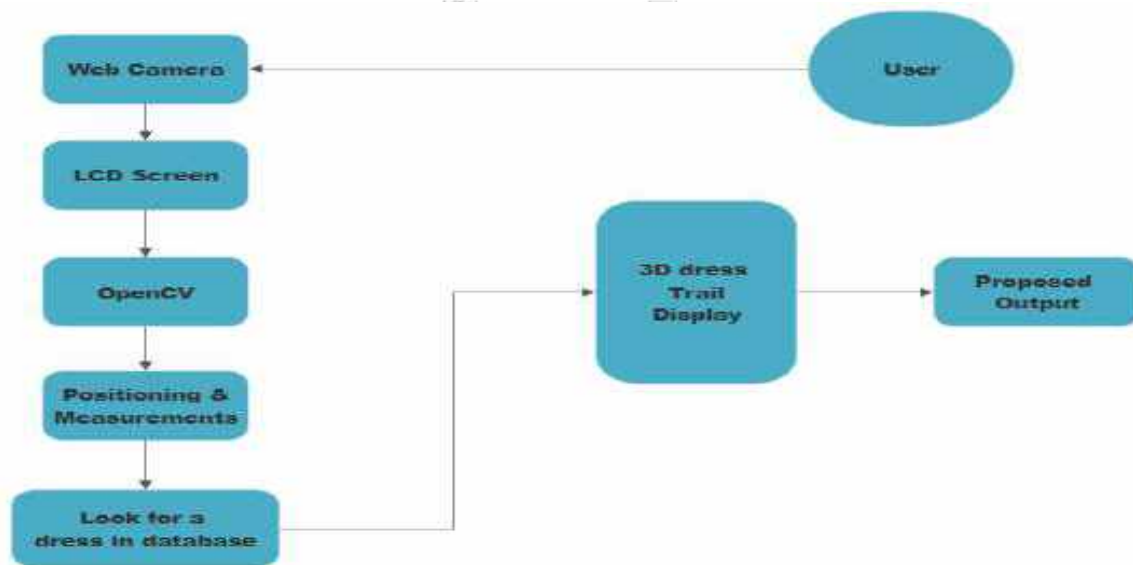 Web Camera
User
LCD Screen
OpenCV
Positioning &
Measurements
Look for a
dress in database
3D dress
Trail
Display
Proposed
Output